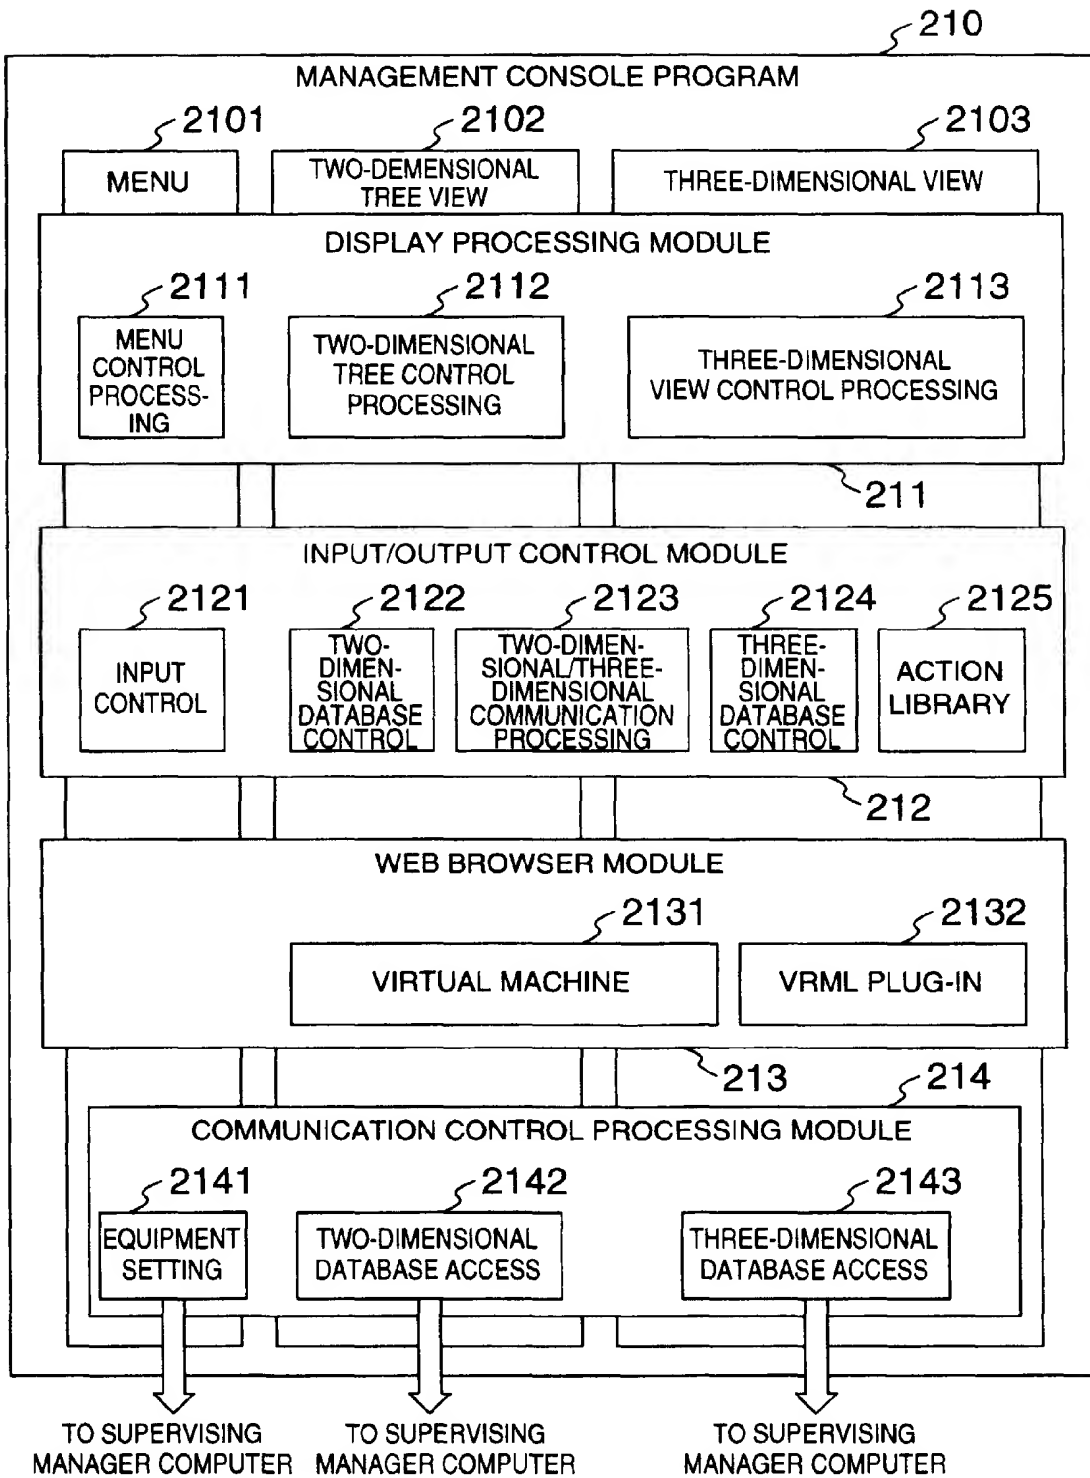 210
MANAGEMENT CONSOLE PROGRAM
2101
2102
2103
MENU
TWO-DEMENSIONAL
TREE VIEW
THREE-DIMENSIONAL VIEW
DISPLAY PROCESSING MODULE
2111
2112
2113
MENU
CONTROL
PROCESS-
ING
TWO-DIMENSIONAL
TREE CONTROL
PROCESSING
THREE-DIMENSIONAL
VIEW CONTROL PROCESSING
211
INPUT/OUTPUT CONTROL MODULE
2121
2122
2123
2124
2125
INPUT
CONTROL
TWO-
DIMEN-
SIONAL
DATABASE
CONTROL
TWO-DIMEN-
SIONAL/THREE-
DIMENSIONAL
COMMUNICATION
PROCESSING
THREE-
DIMEN-
SIONAL
DATABASE
CONTROL
ACTION
LIBRARY
212
WEB BROWSER MODULE
2131
2132
VIRTUAL MACHINE
VRML PLUG-IN
213
214
COMMUNICATION CONTROL PROCESSING MODULE
2141
2142
2143
EQUIPMENT
SETTING
TWO-DIMENSIONAL
DATABASE ACCESS
THREE-DIMENSIONAL
DATABASE ACCESS
TO SUPERVISING
MANAGER COMPUTER
TO SUPERVISING
MANAGER COMPUTER
TO SUPERVISING
MANAGER COMPUTER